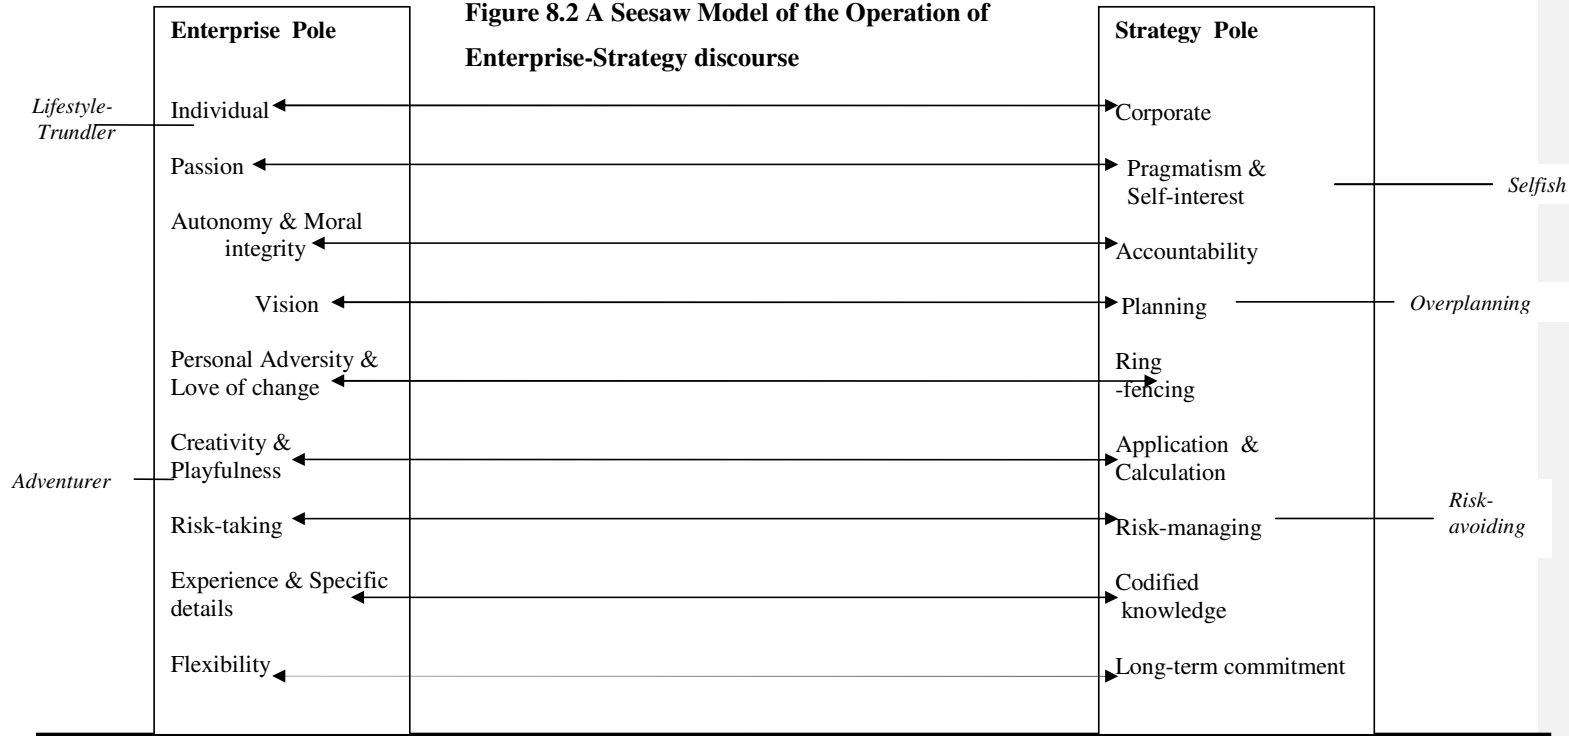 Figure 8.2 A Seesaw Model of the Operation of
Enterprise-Strategy discourse
Enterprise Pole
Strategy Pole
Lifestyle-
Trundler
Individual
Corporate
Passion
Pragmatism &
Self-interest
Selfish
Autonomy & Moral
integrity
Accountability
Vision
Planning
Overplanning
Personal Adversity &
Love of change
Ring
-fencing
Creativity &
Playfulness
Adventurer
Application &
Calculation
Risk-taking
Risk-managing
Risk-
avoiding
Experience & Specific
details
Codified
knowledge
Flexibility
Long-term commitment